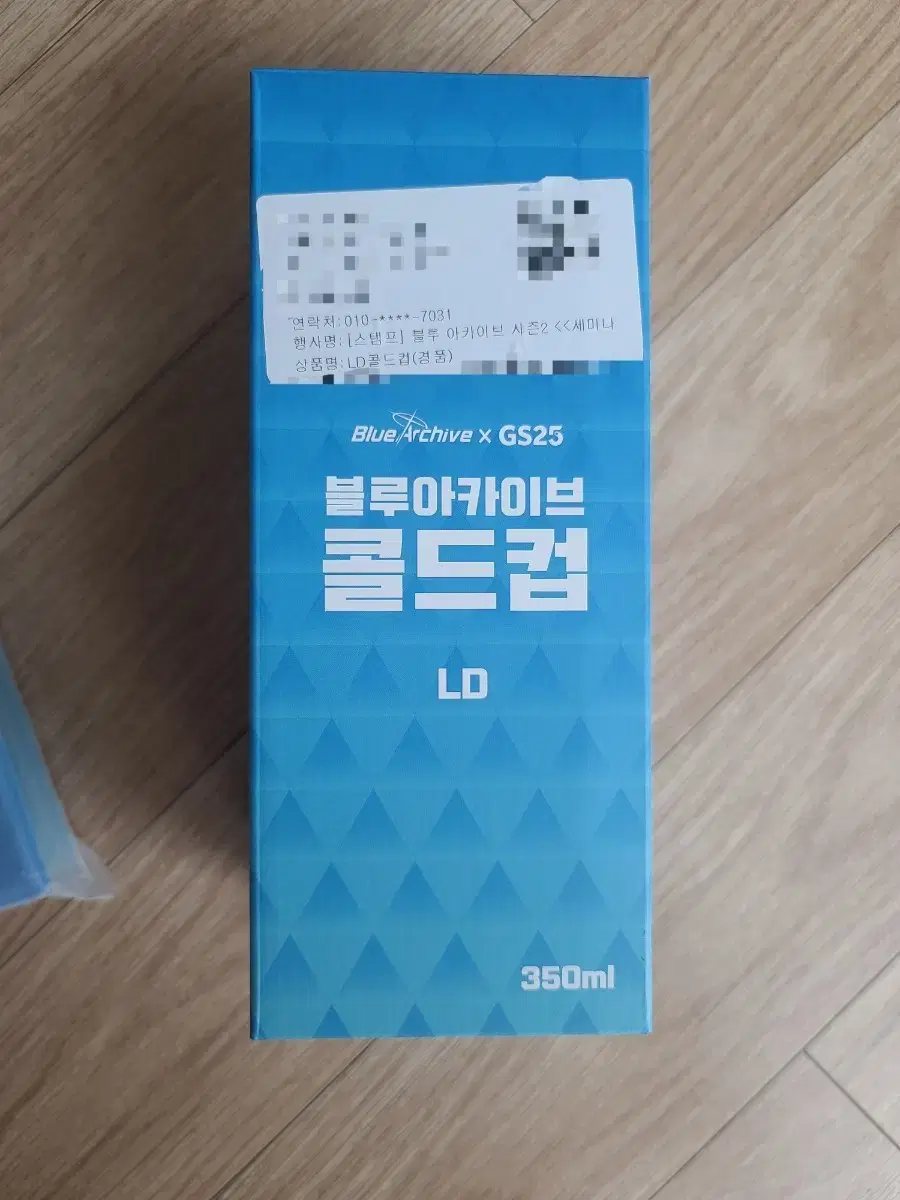 연락처:010-****-7031
행사명: [스탬프] 블루 아카이브 시즌2 <<세미나
상품명: LD콜드컵(경품)
Blue Archive × GS25
블루아카이브
콜드컵
LD
350ml